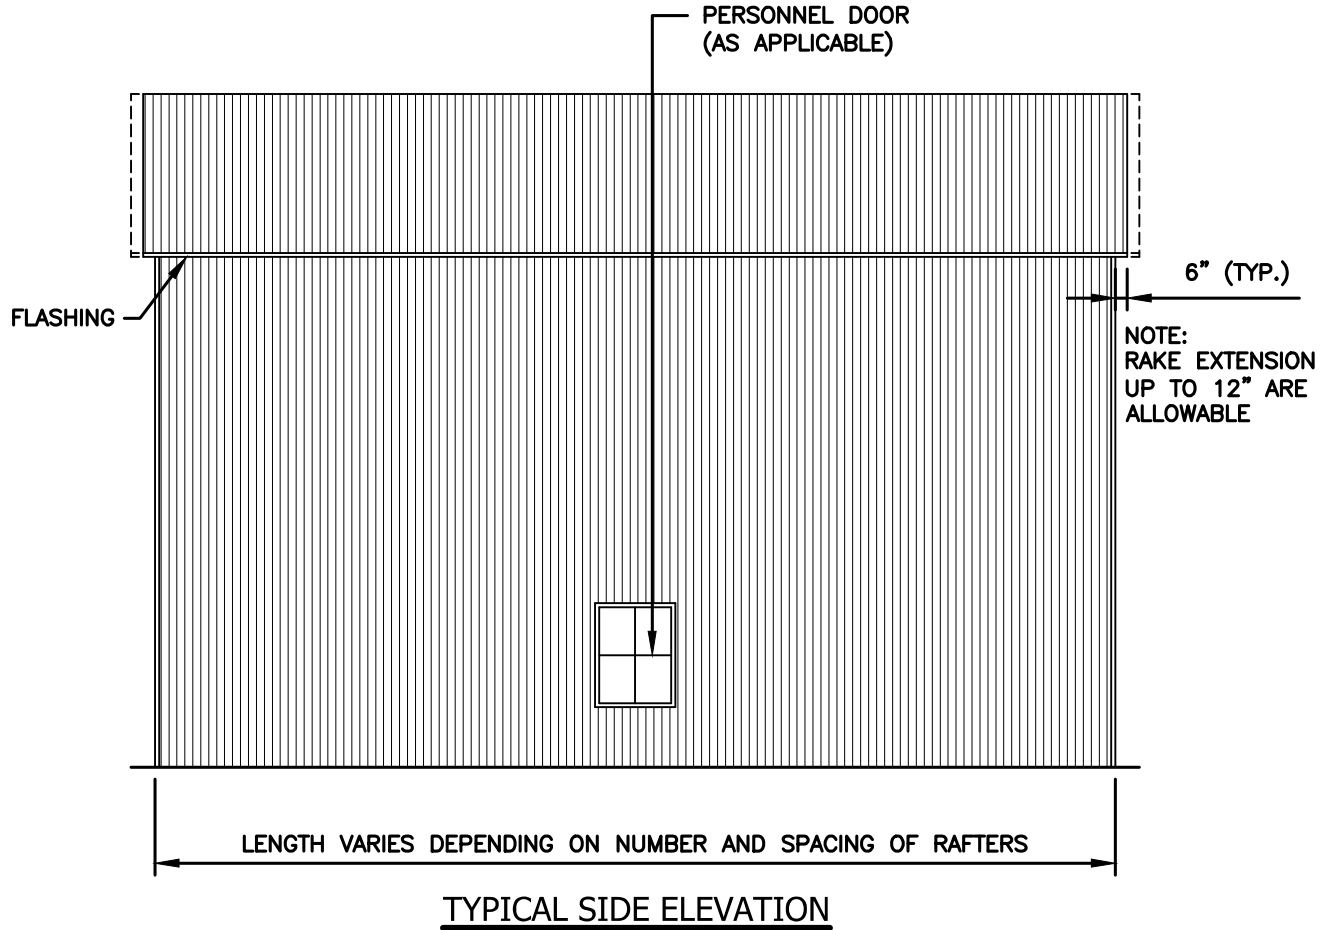 PERSONNEL DOOR
(AS APPLICABLE)
6" (TYP.)
FLASHING
NOTE:
RAKE EXTENSION
UP TO 12" ARE
ALLOWABLE
LENGTH VARIES DEPENDING ON NUMBER AND SPACING OF RAFTERS
TYPICAL SIDE ELEVATION